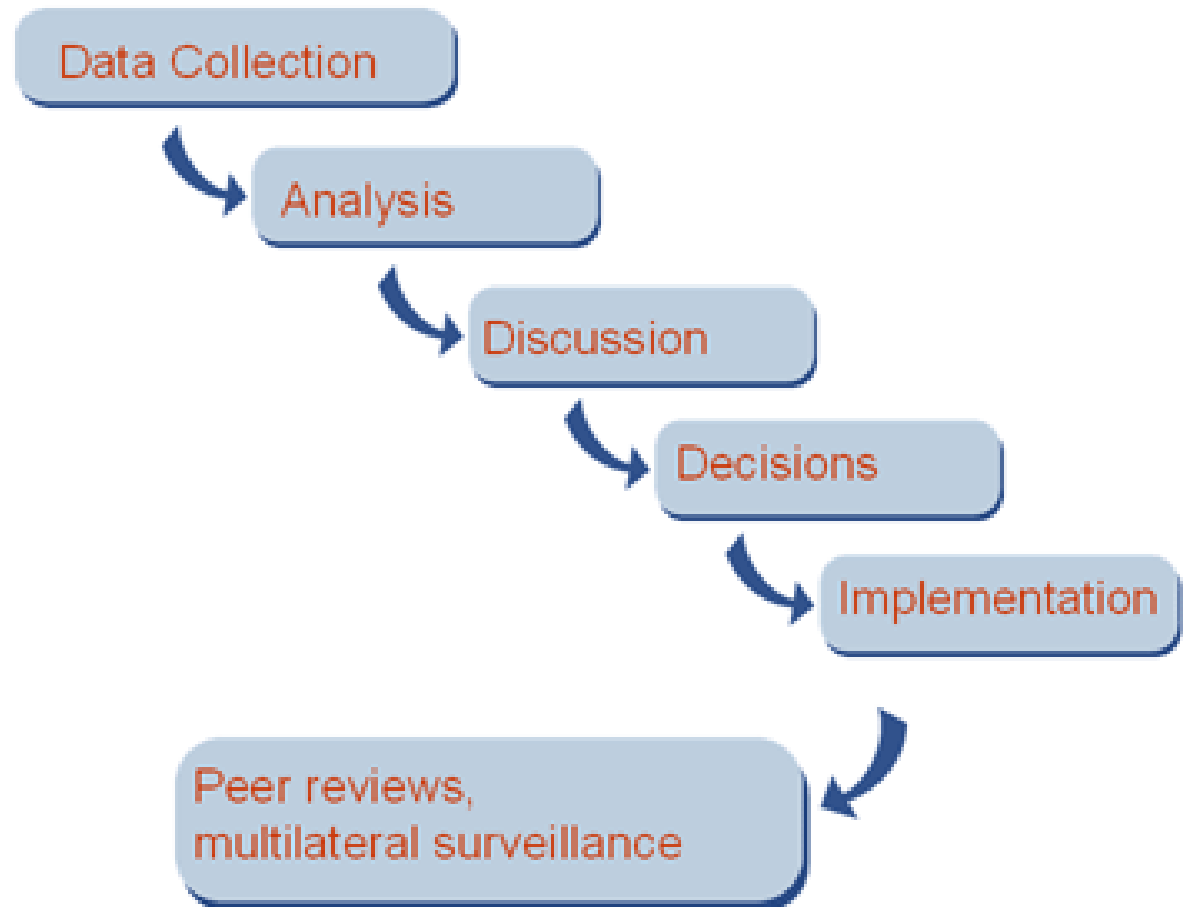 Data Collection
Analysis
Discussion
Decisions
Implementation
Peer reviews,
multilateral surveillance